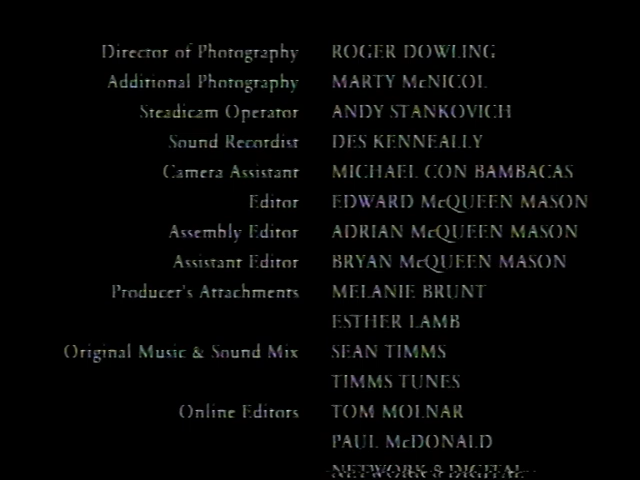 Director of Photography ROGER DOWLING
Additional Photography MARTY McNICOL
Steadicam Operator ANDY STANKOVICH
Sound Recordist DES KENNEALLY
Camera Assistant MICHAEL CON BAMBACAS
Editor EDWARD McQUEEN MASON
Assembly Editor ADRIAN McQUEEN MASON
Assistant Editor BRYAN McQUEEN MASON
Producer's Attachments MELANIE BRUNT
ESTHER LAMB
Original Music & Sound Mix SEAN TIMMS
TIMMS TUNES
Online Editors TOM MOLNAR
PAUL McDONALD
NETWORK 8 DIGITAL